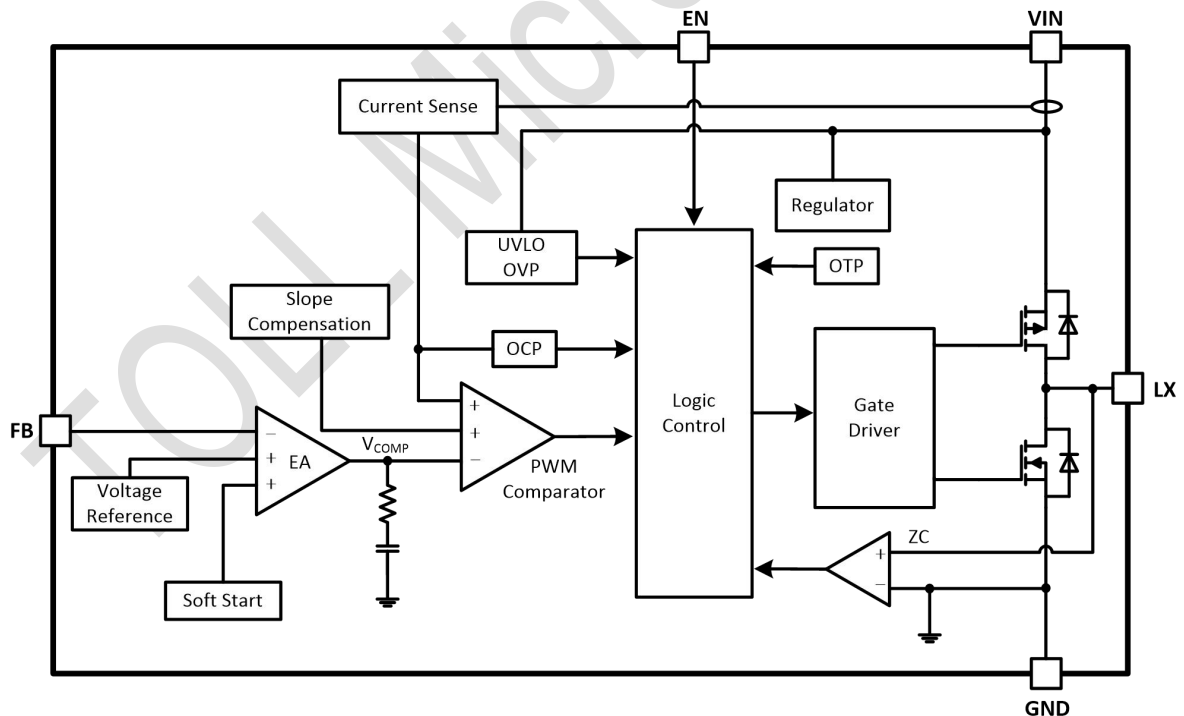 EN
VIN
Current Sense
Regulator
UVLO
OVP
OTP
Slope
Compensation
OCP
Logic
Control
Gate
Driver
LX
FB
+
+
−
−
+
+
EA
VCOMP
PWM
Comparator
Voltage
Reference
Soft Start
ZC
+
−
GND
TOLL Micr